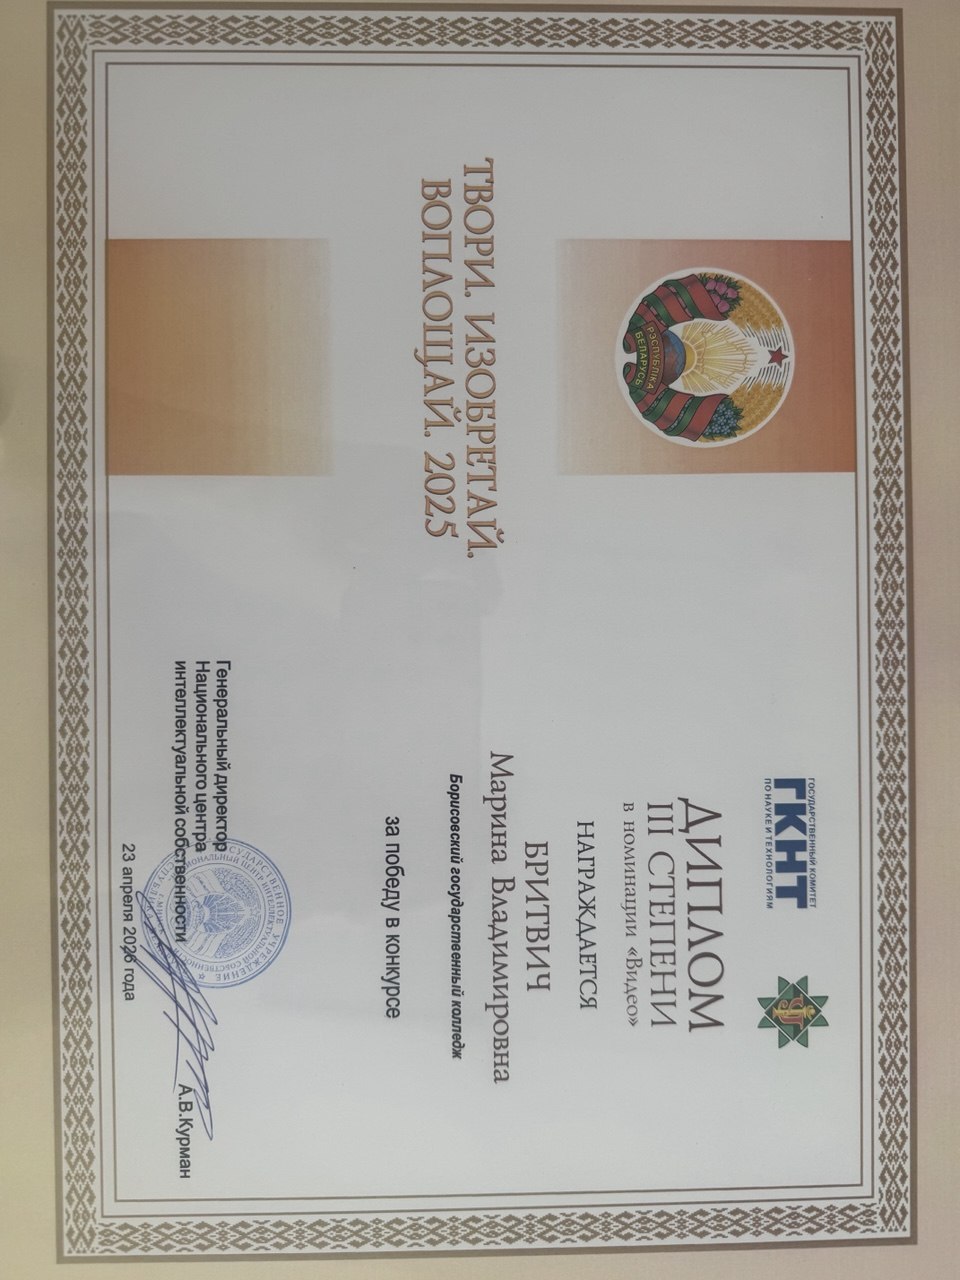 РЭСПУБЛІКА
БЕЛАРУСЬ
ТВОРИ. ИЗОБРЕТАЙ.
ВОПЛОЩАЙ. 2025
ГОСУДАРСТВЕННЫЙ КОМИТЕТ
ГКНТ
ПО НАУКЕ И ТЕХНОЛОГИЯМ
ДИПЛОМ
III СТЕПЕНИ
в номинации «Видео»
НАГРАЖДАЕТСЯ
БРИТВИЧ
Марина Владимировна
Борисовский государственный колледж
за победу в конкурсе
Генеральный директор
Национального центра
интеллектуальной собственности
А.В.Курман
23 апреля 2026 года